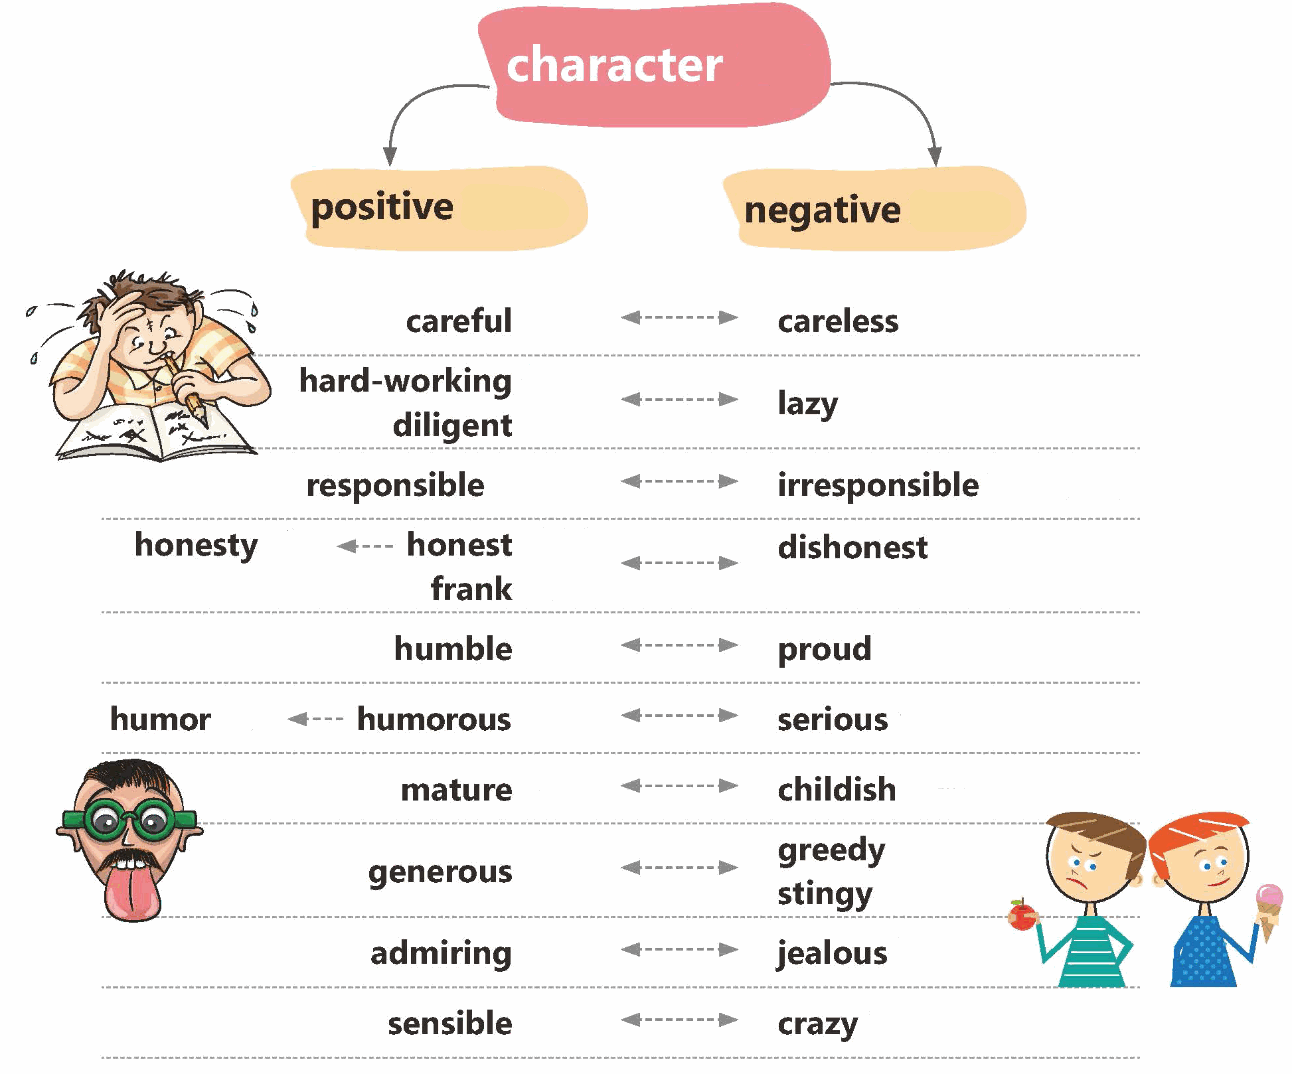 character
positive
negative
careful careless
hard-working
diligent lazy
responsible irresponsible
honesty honest dishonest
frank
humble proud
humor humorous serious
mature childish
generous greedy
stingy
admiring jealous
sensible crazy